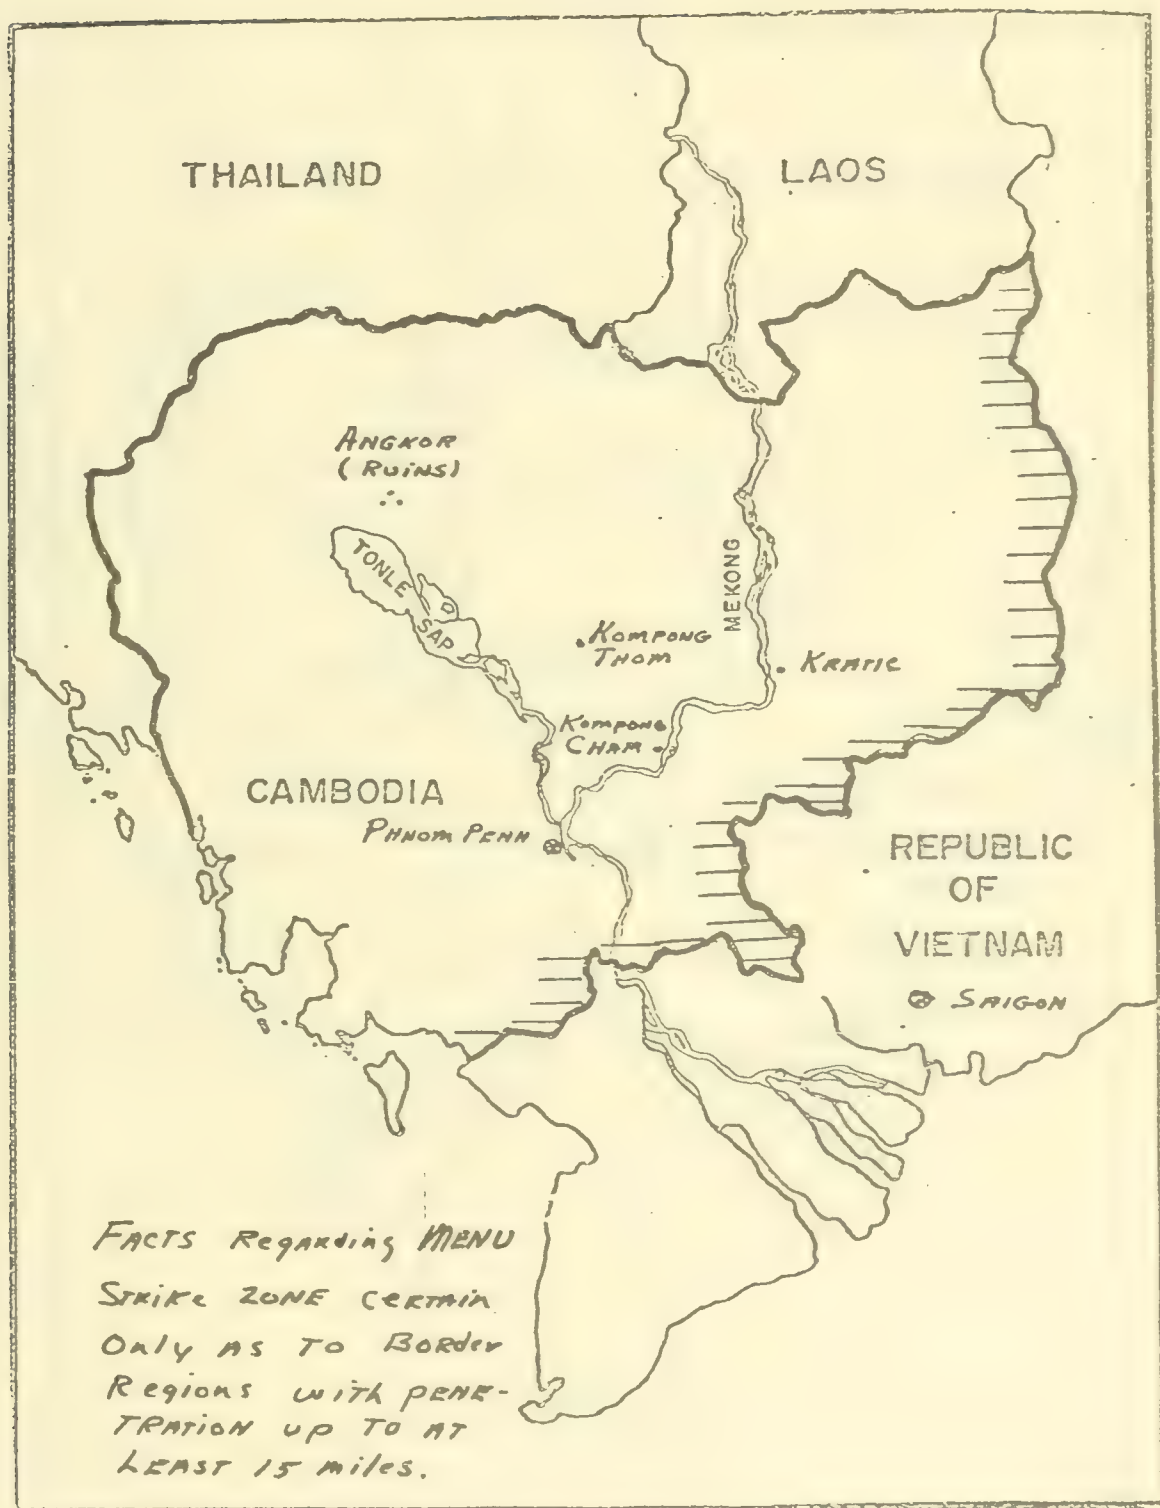 THAILAND
LAOS
ANGKOR
(RUINS)
TONLE
SAP
MEKONG
KOMPONG
THOM
KRATIE
KOMPONG
CHAM
CAMBODIA
PHNOM PENH
REPUBLIC
OF
VIETNAM
SAIGON
FACTS Regarding MENU
Strike ZONE certain
Only AS TO Border
Regions with pene-
tration up to at
Least 15 miles.